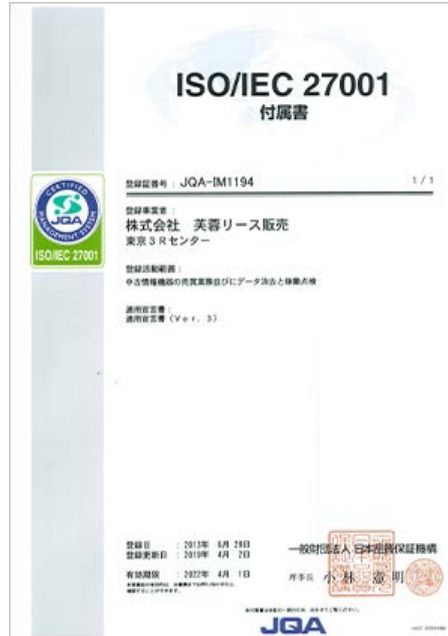 ISO/IEC 27001
付属書
登録証番号 : JQA-IM1194
1/1
CERTIFIED
MANAGEMENT SYSTEM
JQA
ISO/IEC 27001
登録事業者 :
株式会社 芙蓉リース販売
東京3Rセンター
登録活動範囲 :
中古情報機器の売買業務並びにデータ消去と稼動点検
適用宣言書 :
適用宣言書 (Ver. 3)
登録日 : 2013年 6月 28日
登録更新日 : 2019年 4月 2日
有効期限 : 2022年 4月 1日
一般財団法人 日本品質保証機構
理事長 小林 憲明
JQA